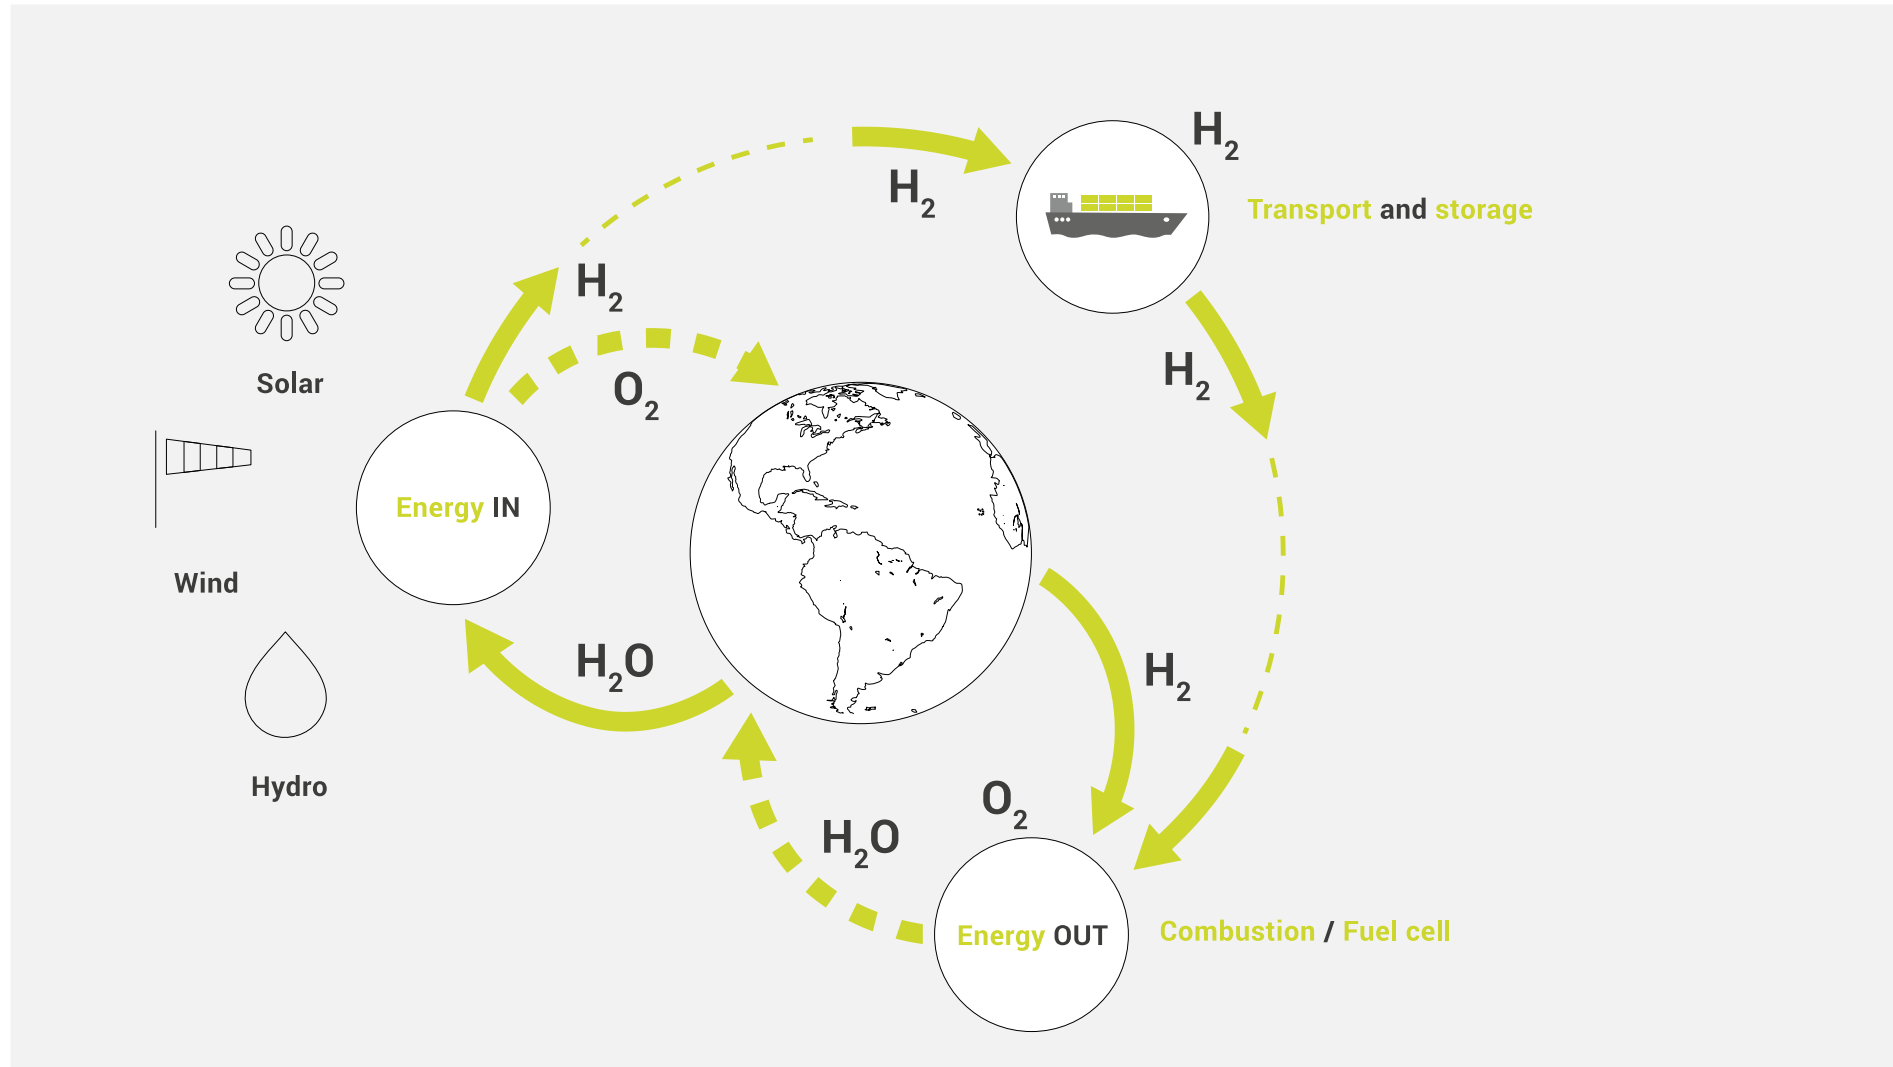 H2
H2
Transport and storage
H2
Solar
O2
H2
Energy IN
Wind
H2O
H2
Hydro
O2
H2O
Energy OUT
Combustion / Fuel cell